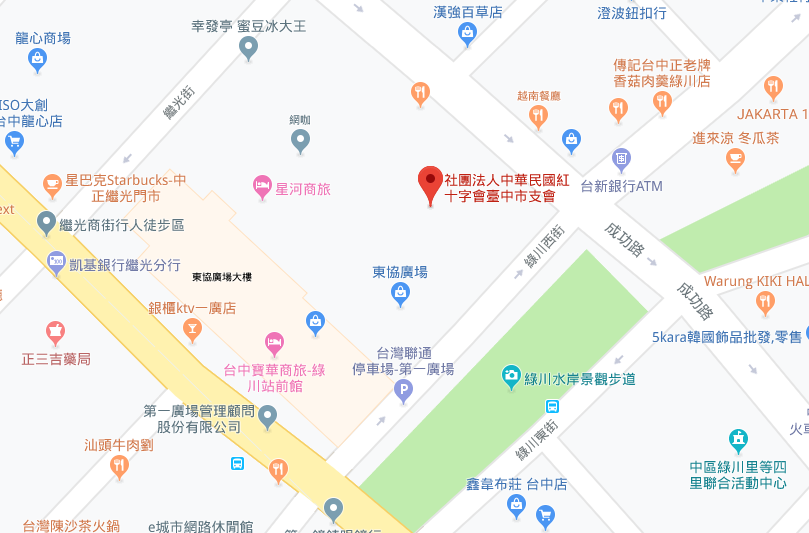 漢強百草店
澄波鈕扣行
幸發亭 蜜豆冰大王
龍心商場
傳記台中正老牌
香菇肉羹綠川店
越南餐廳
繼光街
台中龍心店
網咖
JAKARTA 1
進來涼 冬瓜茶
星巴克Starbucks-中
正繼光門市
星河商旅
社團法人中華民國紅
十字會臺中市支會
台新銀行ATM
繼光商街行人徒步區
綠川西街
成功路
凱基銀行繼光分行
東協廣場大樓
東協廣場
Warung KIKI HAL
成功路
銀櫃ktv一廣店
5kara韓國飾品批發,零售
正三吉藥局
台中寶華商旅-綠
川站前館
台灣聯通
停車場-第一廣場
P
綠川水岸景觀步道
第一廣場管理顧問
股份有限公司
綠川東街
火車
汕頭牛肉劉
中區綠川里等四
里聯合活動中心
鑫韋布莊 台中店
台灣陳沙茶火鍋
e城市網路休閒館